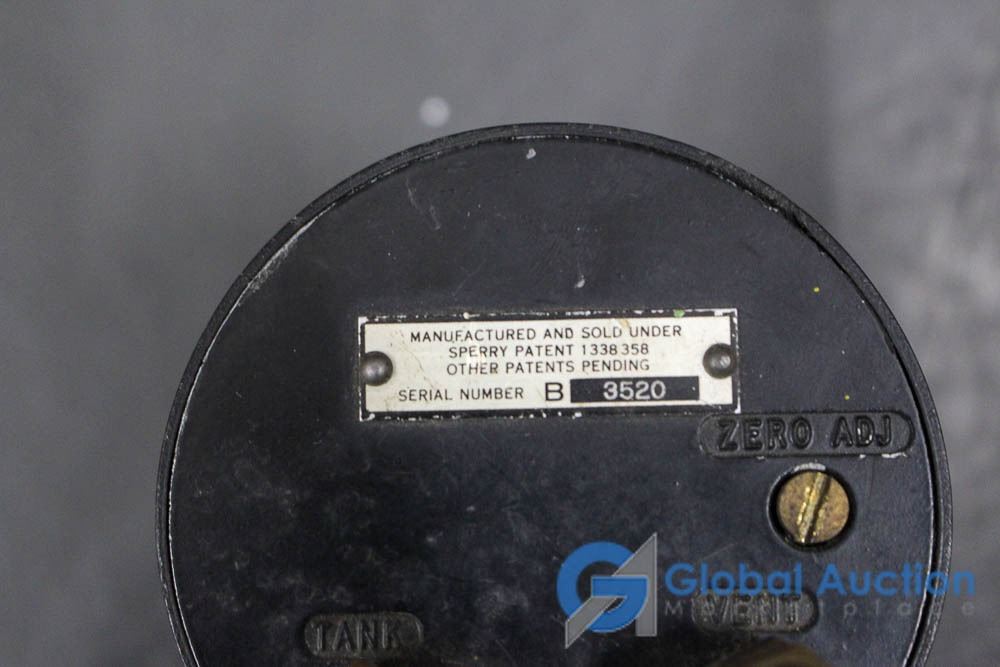 MANUFACTURED AND SOLD UNDER
SPERRY PATENT 1338358
OTHER PATENTS PENDING
SERIAL NUMBER B 3520
ZERO ADJ
Global Auction
Marketplace
TANK
VENT